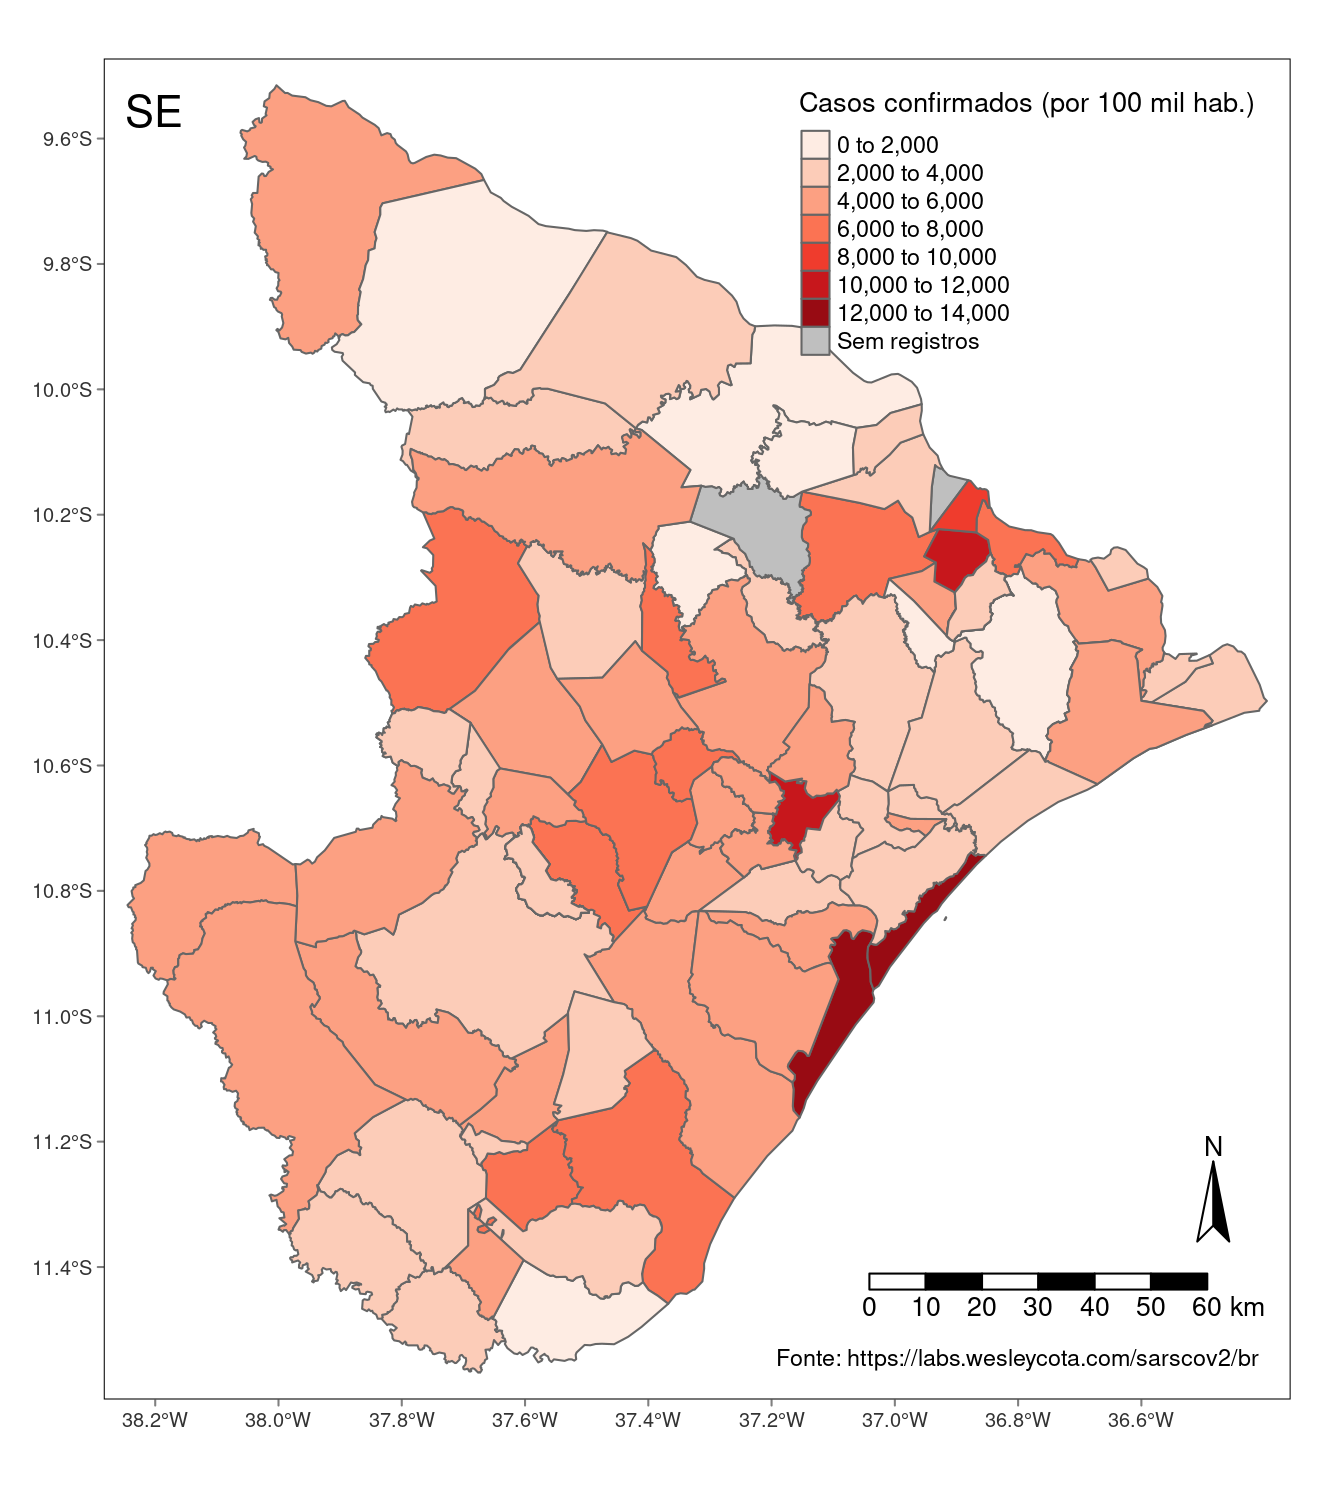 SE
Casos confirmados (por 100 mil hab.)
0 to 2,000
2,000 to 4,000
4,000 to 6,000
6,000 to 8,000
8,000 to 10,000
10,000 to 12,000
12,000 to 14,000
Sem registros
9.6°S
9.8°S
10.0°S
10.2°S
10.4°S
10.6°S
10.8°S
11.0°S
11.2°S
11.4°S
N
0 10 20 30 40 50 60 km
Fonte: https://labs.wesleycota.com/sarscov2/br
38.2°W 38.0°W 37.8°W 37.6°W 37.4°W 37.2°W 37.0°W 36.8°W 36.6°W